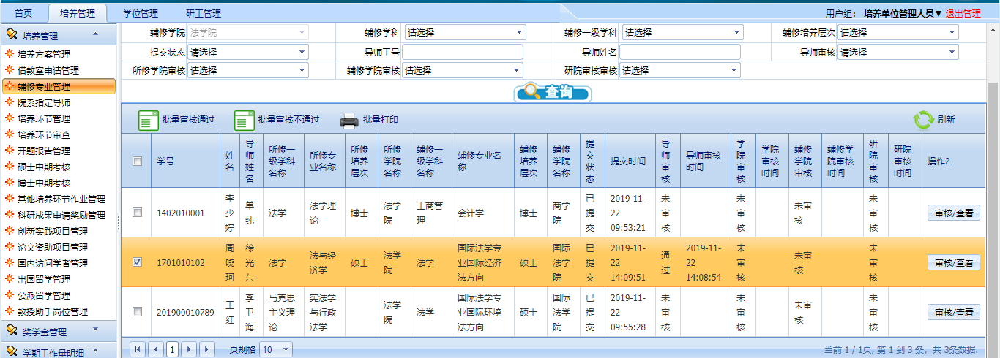 首页 培养管理 学位管理 研工管理 用户组： 培养单位管理人员▼ 退出管理
培养管理
培养方案管理
借教室申请管理
辅修专业管理
院系指定导师
培养环节管理
培养环节审查
开题报告管理
硕士中期考核
博士中期考核
其他培养环节作业管理
科研成果申请奖励管理
创新实践项目管理
论文资助项目管理
国内访问学者管理
出国留学管理
公派留学管理
教授助手岗位管理
奖学金管理
学期工作量明细
辅修学院 法学院 辅修学科 请选择 辅修一级学科 请选择 辅修培养层次 请选择
提交状态 请选择 导师工号 导师姓名 导师审核 请选择
所修学院审核 请选择 辅修学院审核 请选择 研院审核审核 请选择
查询
批量审核通过 批量审核不通过 批量打印 刷新
学号
姓
名
导
师
姓
名
所修一
级学科
名称
所修专
业名称
所修
培养
层次
所修
学院
名称
辅修一
级学科
名称
辅修专业名
称
辅修
培养
层次
辅修
学院
名称
提
交
状
态
提交时间
导
师
审
核
导师审核
时间
学
院
审
核
学院
审核
时间
辅修
学院
审核
辅修学
院审核
时间
研
院
审
核
研院
审核
时间
操作2
1402010001
李
少
婷
单
纯
法学
法学理
论
博士
法学
院
工商管
理
会计学
博士
商学
院
已
提
交
2019-11-
22
09:53:21
未
审
核
未
审
核
未审
核
未
审
核
审核/查看
1701010102
周
晓
珂
徐
光
东
法学
法与经
济学
硕士
法学
院
法学
国际法学专
业国际经济
法方向
硕士
国际
法学
院
已
提
交
2019-11-
22
14:09:51
通
过
2019-11-
22
14:08:54
未
审
核
未审
核
未
审
核
审核/查看
201900010789
王
红
李
卫
海
马克思
主义理
论
宪法学
与行政
法学
法学
院
法学
国际法学专
业国际环境
法方向
硕士
国际
法学
院
已
提
交
2019-11-
22
09:55:28
未
审
核
未
审
核
未审
核
未
审
核
审核/查看
1 页规格 10 当前 1 / 1页, 第 1 到 3 条, 共 3条数据.